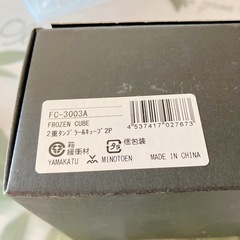 FC-3003A
FROZEN CUBE
2重タンブラー&キューブ2P
4 537417 027673
箱
緩衝材
個包装
YAMAKATU
MINOTOEN
MADE IN CHINA